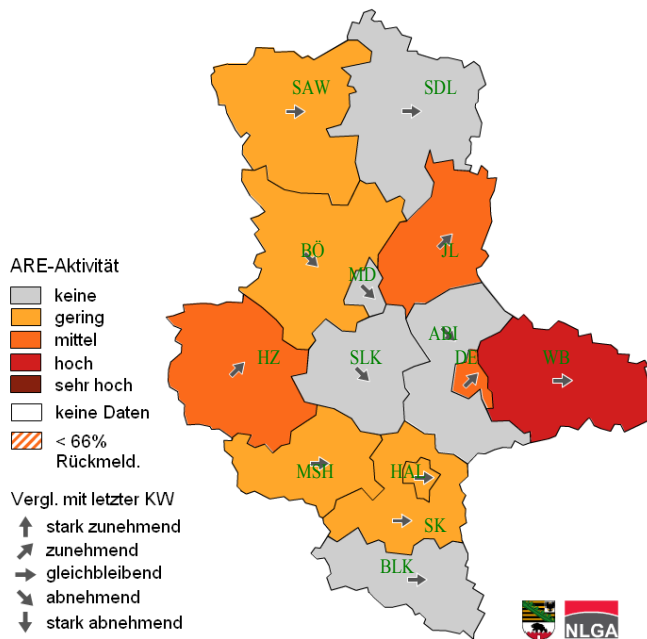 SAW
SDL
BÖ
JL
MD
ARE-Aktivität
keine
gering
mittel
hoch
sehr hoch
keine Daten
< 66%
Rückmeld.
ABI
HZ
SLK
DE
WB
MSH
HAL
SK
BLK
Vergl. mit letzter KW
stark zunehmend
zunehmend
gleichbleibend
abnehmend
stark abnehmend
NLGA